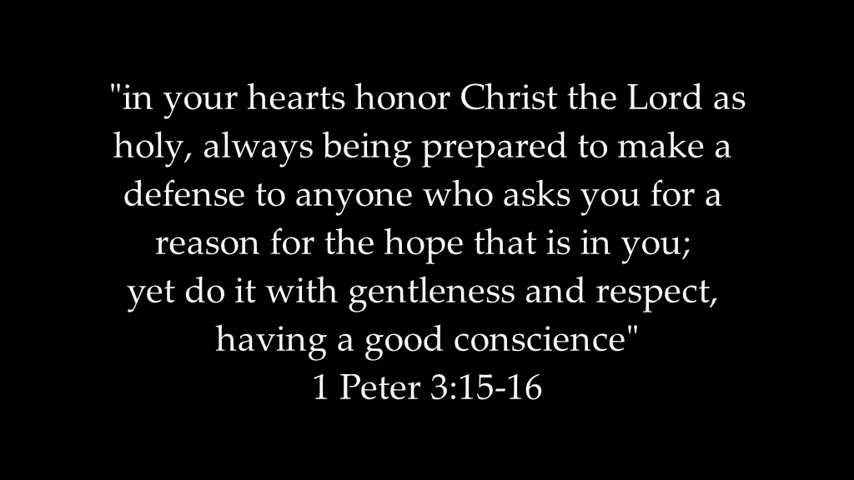 "in your hearts honor Christ the Lord as
holy, always being prepared to make a
defense to anyone who asks you for a
reason for the hope that is in you;
yet do it with gentleness and respect,
having a good conscience"
1 Peter 3:15-16